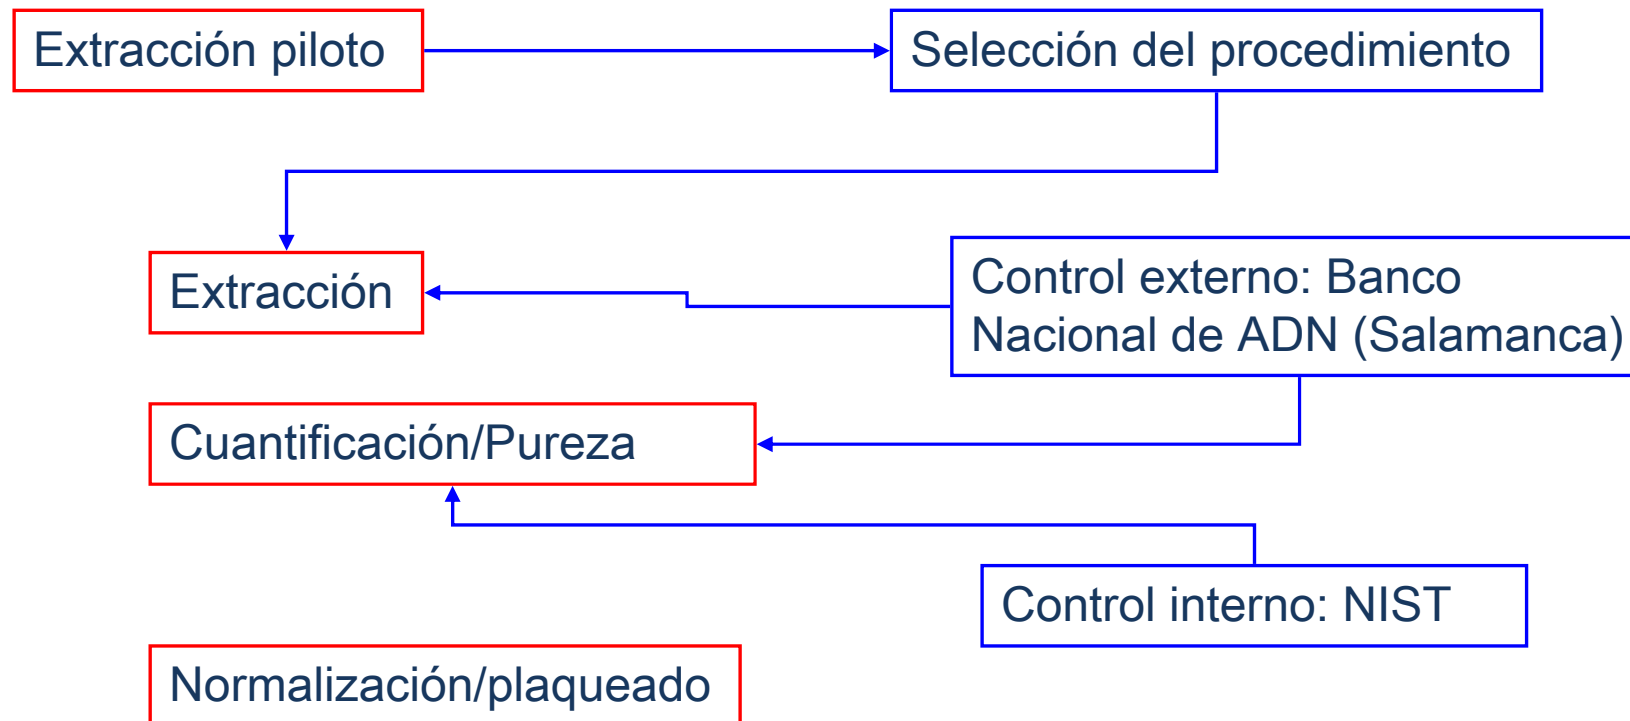 Extracción piloto
Selección del procedimiento
Extracción
Control externo: Banco
Nacional de ADN (Salamanca)
Cuantificación/Pureza
Control interno: NIST
Normalización/plaqueado